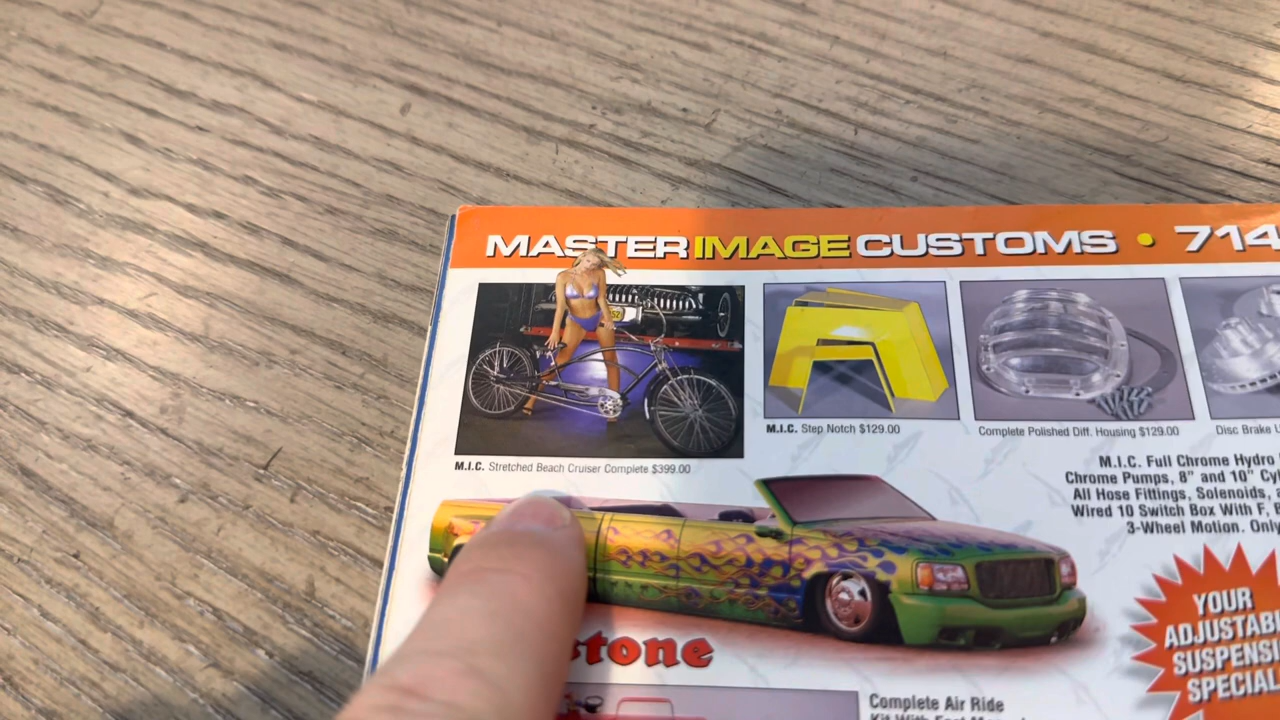 MASTER IMAGE CUSTOMS • 714
M.I.C. Stretched Beach Cruiser Complete $399.00
M.I.C. Step Notch $129.00
Complete Polished Diff. Housing $129.00
Disc Brake
M.I.C. Full Chrome Hydro
Chrome Pumps, 8" and 10" Cy
All Hose Fittings, Solenoids,
Wired 10 Switch Box With F,
3-Wheel Motion. Onl
YOUR
ADJUSTAB
SUSPENSI
SPECIAL
stone
Complete Air Ride